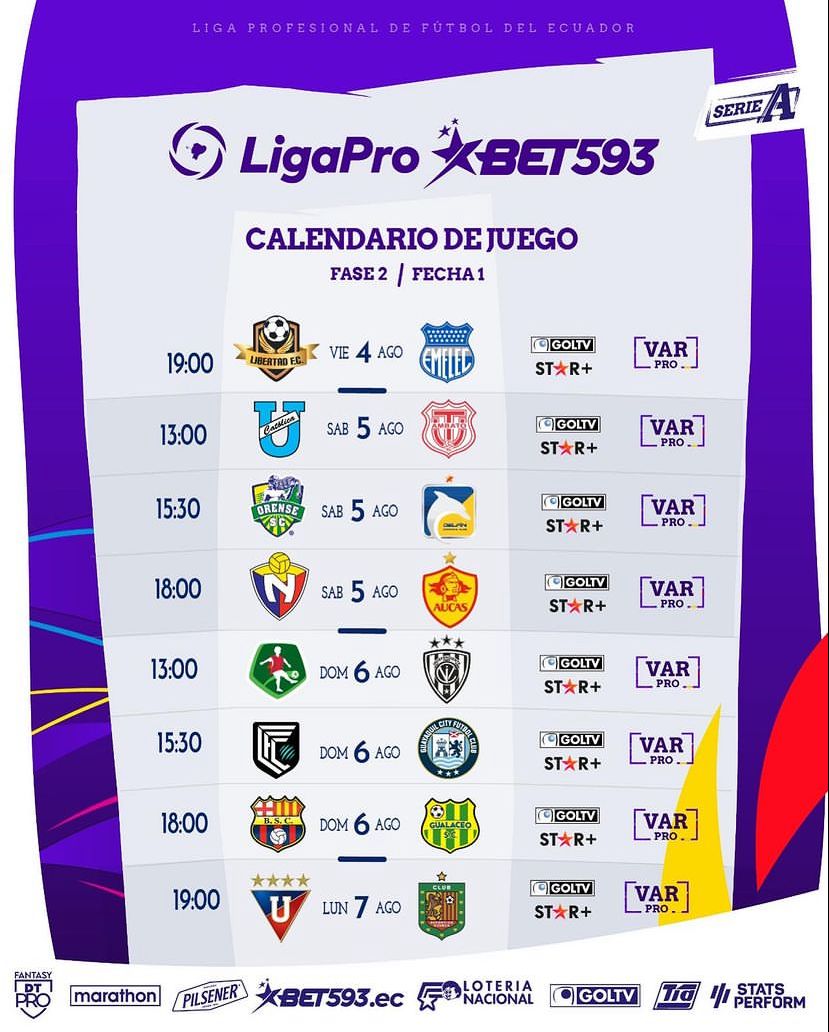 LIGA PROFESIONAL DE FÚTBOL DEL ECUADOR
SERIE A
LigaPro BET593
CALENDARIO DE JUEGO
FASE 2 / FECHA 1
19:00 LIBERTAD F.C. VIE 4 AGO EMELEC GOLTV STAR+ VAR PRO
13:00 U Católica SAB 5 AGO AMBATO GOLTV STAR+ VAR PRO
15:30 ORENSE SC SAB 5 AGO DELFÍN GOLTV STAR+ VAR PRO
18:00 N SAB 5 AGO AUCAS GOLTV STAR+ VAR PRO
13:00 DOM 6 AGO GOLTV STAR+ VAR PRO
15:30 DOM 6 AGO GUAYAQUIL CITY FUTBOL CLUB GOLTV STAR+ VAR PRO
18:00 B.S.C. DOM 6 AGO GUALACEO S.C. GOLTV STAR+ VAR PRO
19:00 U LUN 7 AGO CLUB GOLTV STAR+ VAR PRO
FANTASY DT PRO marathon PILSENER BET593.ec LOTERIA NACIONAL GOLTV Tía STATS PERFORM